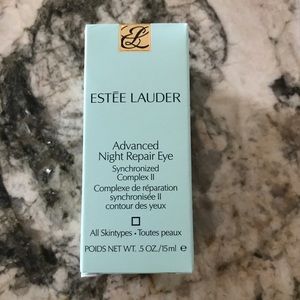 ESTĒE LAUDER
Advanced
Night Repair Eye
Synchronized
Complex II
Complexe de réparation
synchronisée II
contour des yeux
All Skintypes • Toutes peaux
POIDS NET WT. .5 OZ./15ml e